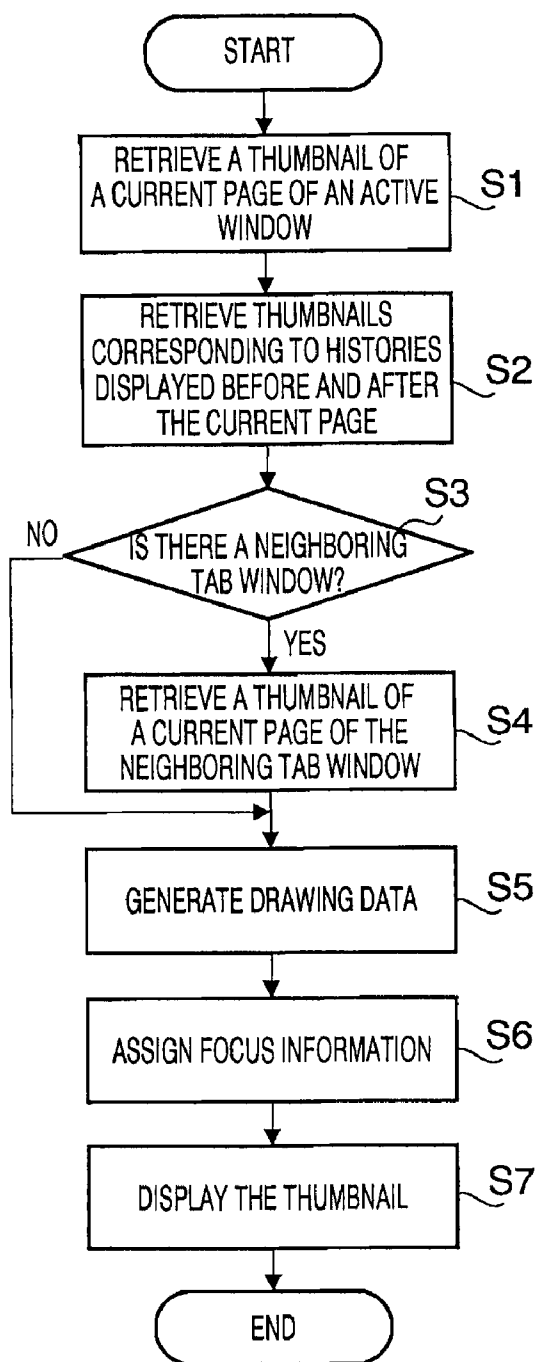 START
RETRIEVE A THUMBNAIL OF
A CURRENT PAGE OF AN ACTIVE
WINDOW
S1
RETRIEVE THUMBNAILS
CORRESPONDING TO HISTORIES
DISPLAYED BEFORE AND AFTER
THE CURRENT PAGE
S2
S3
NO
IS THERE A NEIGHBORING
TAB WINDOW?
YES
RETRIEVE A THUMBNAIL OF
A CURRENT PAGE OF THE
NEIGHBORING TAB WINDOW
S4
GENERATE DRAWING DATA
S5
ASSIGN FOCUS INFORMATION
S6
DISPLAY THE THUMBNAIL
S7
END